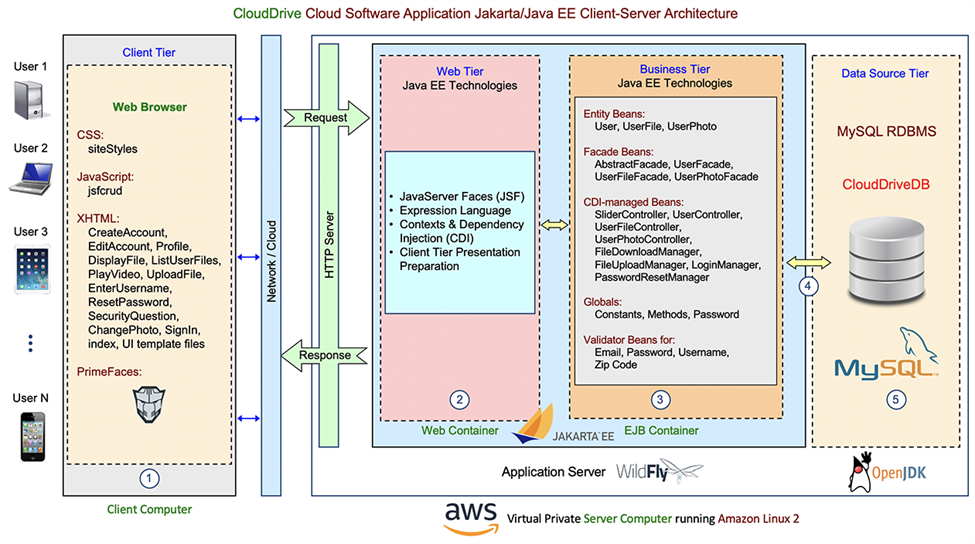 CloudDrive Cloud Software Application Jakarta/Java EE Client-Server Architecture
User 1
User 2
User 3
User N
Client Tier
Web Browser
CSS:
siteStyles
JavaScript:
jsfcrud
XHTML:
CreateAccount,
EditAccount, Profile,
DisplayFile, ListUserFiles,
PlayVideo, UploadFile,
EnterUsername,
ResetPassword,
SecurityQuestion,
ChangePhoto, SignIn,
index, UI template files
PrimeFaces:
1
Client Computer
Network / Cloud
HTTP Server
Request
Response
Web Tier
Java EE Technologies
• JavaServer Faces (JSF)
• Expression Language
• Contexts & Dependency
Injection (CDI)
• Client Tier Presentation
Preparation
2
Web Container
Business Tier
Java EE Technologies
Entity Beans:
User, UserFile, UserPhoto
Facade Beans:
AbstractFacade, UserFacade,
UserFileFacade, UserPhotoFacade
CDI-managed Beans:
SliderController, UserController,
UserFileController,
UserPhotoController,
FileDownloadManager,
FileUploadManager, LoginManager,
PasswordResetManager
Globals:
Constants, Methods, Password
Validator Beans for:
Email, Password, Username,
Zip Code
3
EJB Container
JAKARTA EE
4
Data Source Tier
MySQL RDBMS
CloudDriveDB
MySQL™
5
Application Server
WildFly
OpenJDK
aws
Virtual Private Server Computer running Amazon Linux 2